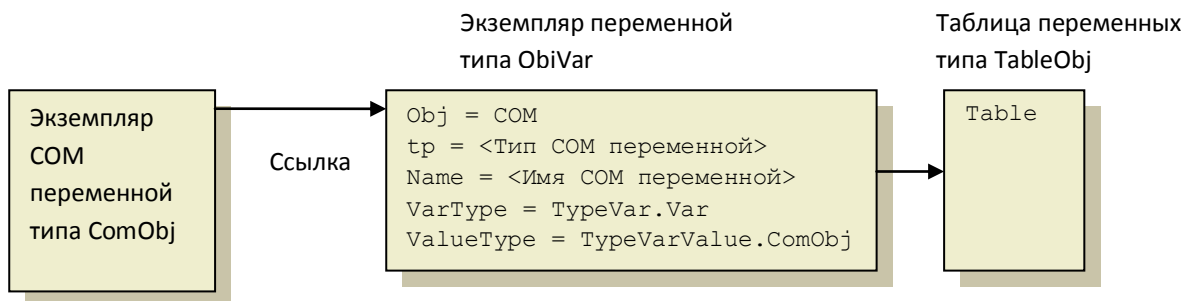 Экземпляр переменной
типа ObiVar
Таблица переменных
типа TableObj
Экземпляр
COM
переменной
типа ComObj
Ссылка
Obj = COM
tp = <Тип COM переменной>
Name = <Имя COM переменной>
VarType = TypeVar.Var
ValueType = TypeVarValue.ComObj
Table